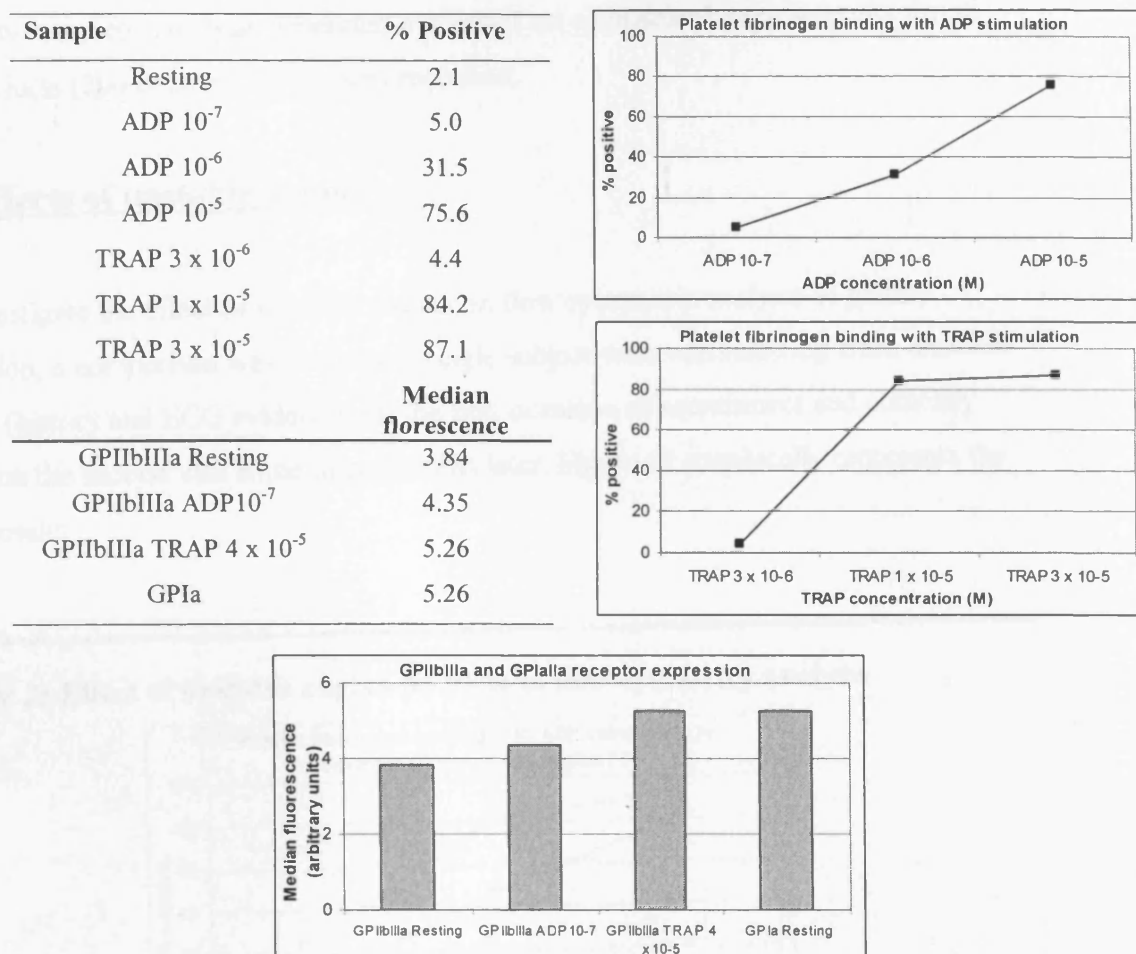 Sample % Positive
Resting 2.1
ADP 10-7 5.0
ADP 10-6 31.5
ADP 10-5 75.6
TRAP 3 x 10-6 4.4
TRAP 1 x 10-5 84.2
TRAP 3 x 10-5 87.1
Median
florescence
GPIIbIIIa Resting 3.84
GPIIbIIIa ADP10-7 4.35
GPIIbIIIa TRAP 4 x 10-5 5.26
GPIa 5.26
Platelet fibrinogen binding with ADP stimulation
% positive
100
80
60
40
20
0
ADP 10-7 ADP 10-6 ADP 10-5
ADP concentration (M)
Platelet fibrinogen binding with TRAP stimulation
% positive
100
80
60
40
20
0
TRAP 3 x 10-6 TRAP 1 x 10-5 TRAP 3 x 10-5
TRAP concentration (M)
GPIIbIIIa and GPIaIIa receptor expression
Median fluorescence
(arbitrary units)
6
4
2
0
GPIIbIIIa Resting GPIIbIIIa ADP 10-7 GPIIbIIIa TRAP 4 GPIa Resting
x 10-5